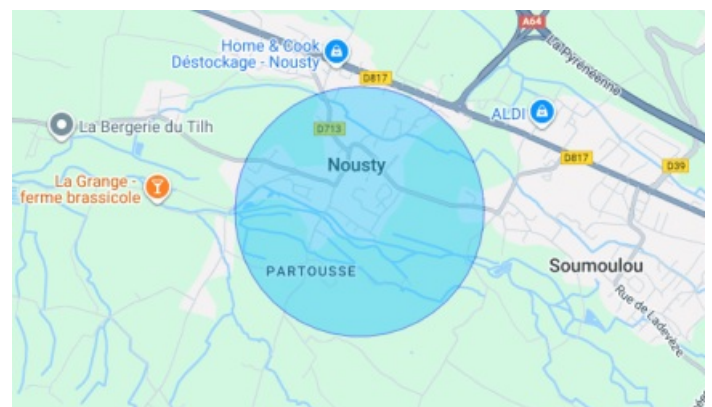 A64
La Pyrénéenne
Home & Cook
Déstockage - Nousty
D817
ALDI
La Bergerie du Tilh
D713
D817
D39
Nousty
La Grange -
ferme brassicole
PARTOUSSE
Soumoulou
Rue de Ladevèze